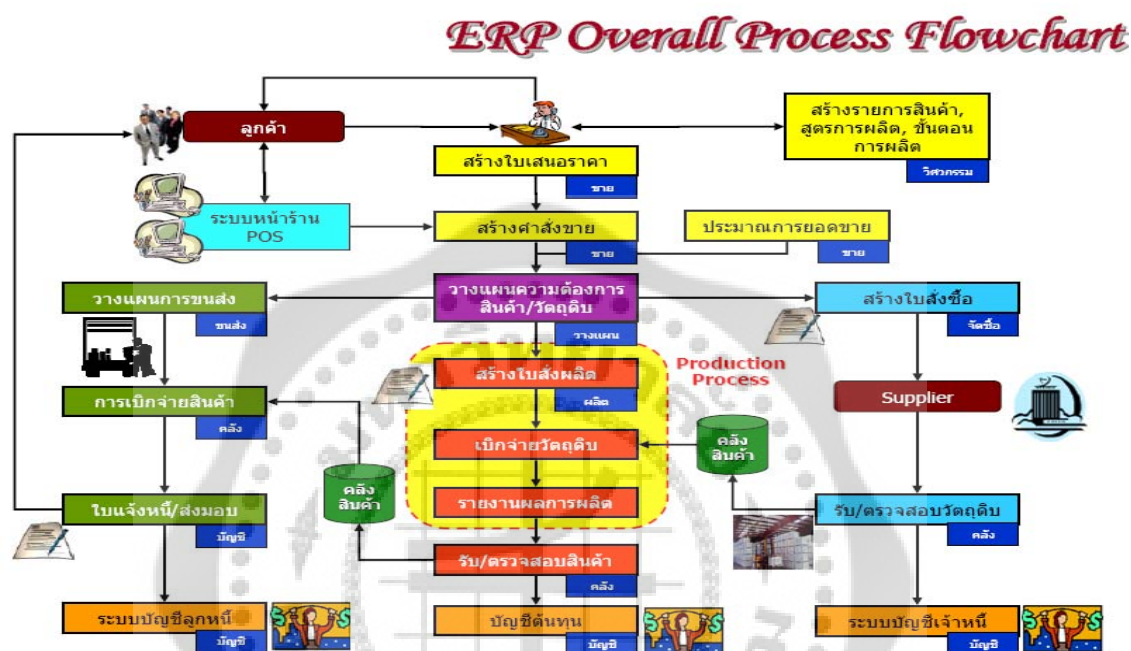 ERP Overall Process Flowchart
ลูกค้า
สร้างรายการสินค้า,
สูตรการผลิต, ขั้นตอน
การผลิต
วิศวกรรม
สร้างใบเสนอราคา
ขาย
ระบบหน้าร้าน
POS
สร้างคำสั่งขาย
ขาย
ประมาณการยอดขาย
ขาย
วางแผนการขนส่ง
ขนส่ง
วางแผนความต้องการ
สินค้า/วัตถุดิบ
วางแผน
สร้างใบสั่งซื้อ
จัดซื้อ
Production
Process
สร้างใบสั่งผลิต
ผลิต
การเบิกจ่ายสินค้า
คลัง
Supplier
เบิกจ่ายวัตถุดิบ
คลัง
สินค้า
คลัง
สินค้า
รายงานผลการผลิต
ใบแจ้งหนี้/ส่งมอบ
บัญชี
รับ/ตรวจสอบวัตถุดิบ
คลัง
รับ/ตรวจสอบสินค้า
คลัง
ระบบบัญชีลูกหนี้
บัญชี
บัญชีต้นทุน
บัญชี
ระบบบัญชีเจ้าหนี้
บัญชี